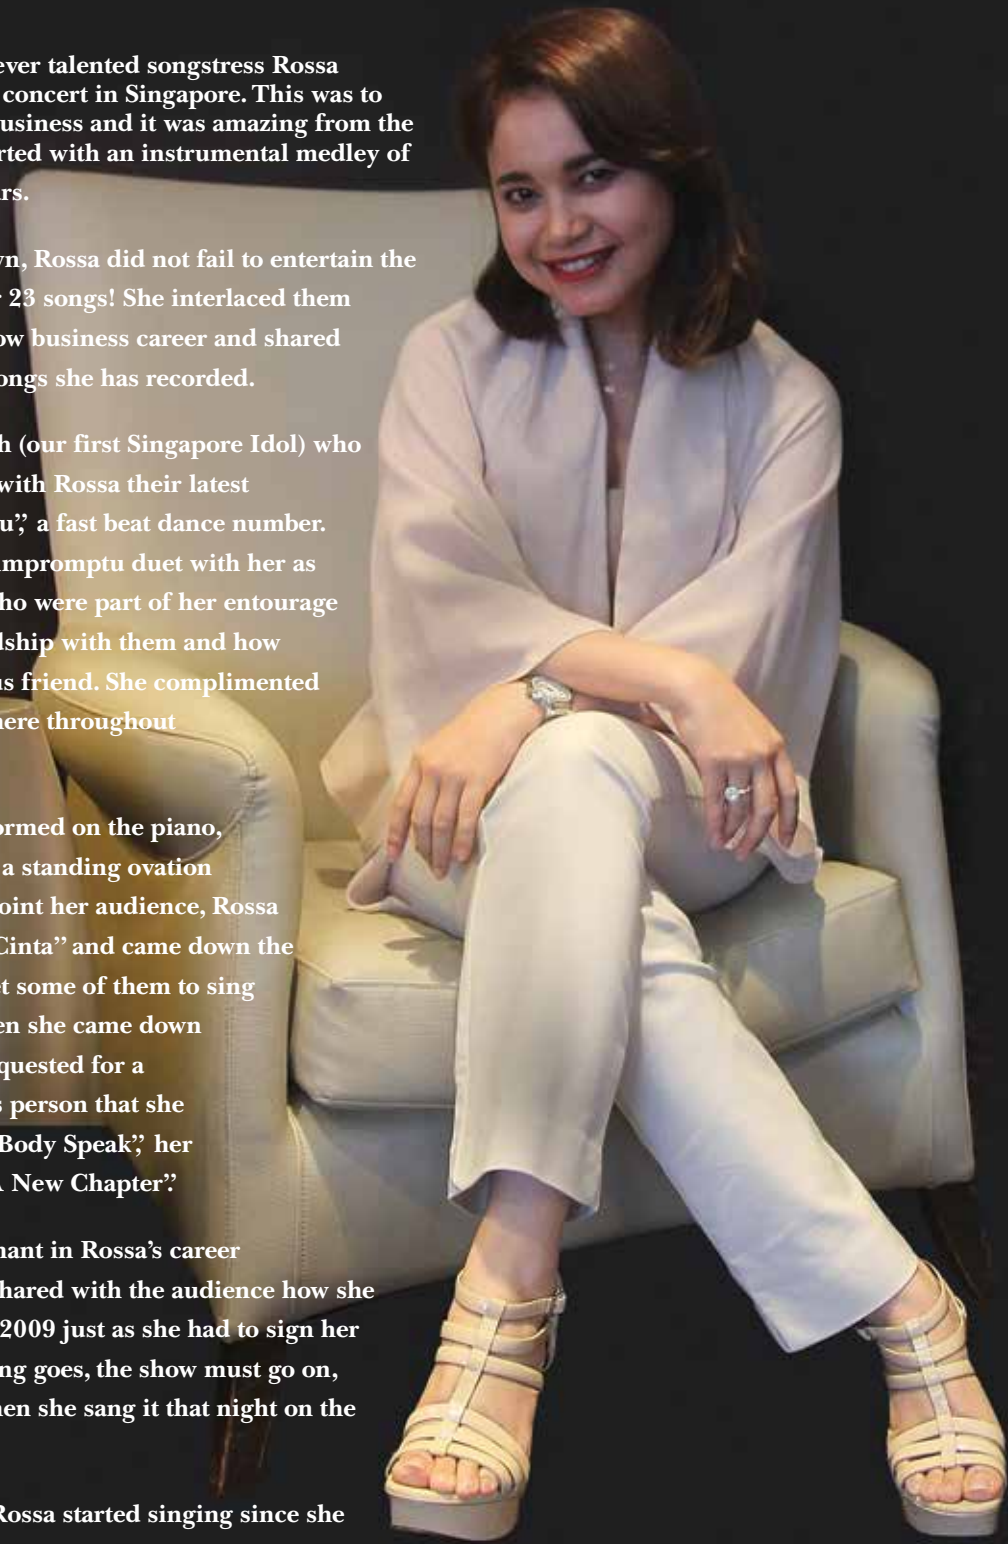 ever talented songstress Rossa
concert in Singapore. This was to
usiness and it was amazing from the
rted with an instrumental medley of
rs.
wn, Rossa did not fail to entertain the
23 songs! She interlaced them
ow business career and shared
ongs she has recorded.
h (our first Singapore Idol) who
with Rossa their latest
u”, a fast beat dance number.
impromptu duet with her as
ho were part of her entourage
dship with them and how
us friend. She complimented
here throughout
ormed on the piano,
a standing ovation
oint her audience, Rossa
Cinta” and came down the
t some of them to sing
en she came down
quested for a
s person that she
Body Speak”, her
A New Chapter”.
nant in Rossa’s career
hared with the audience how she
2009 just as she had to sign her
ng goes, the show must go on,
hen she sang it that night on the
Rossa started singing since she